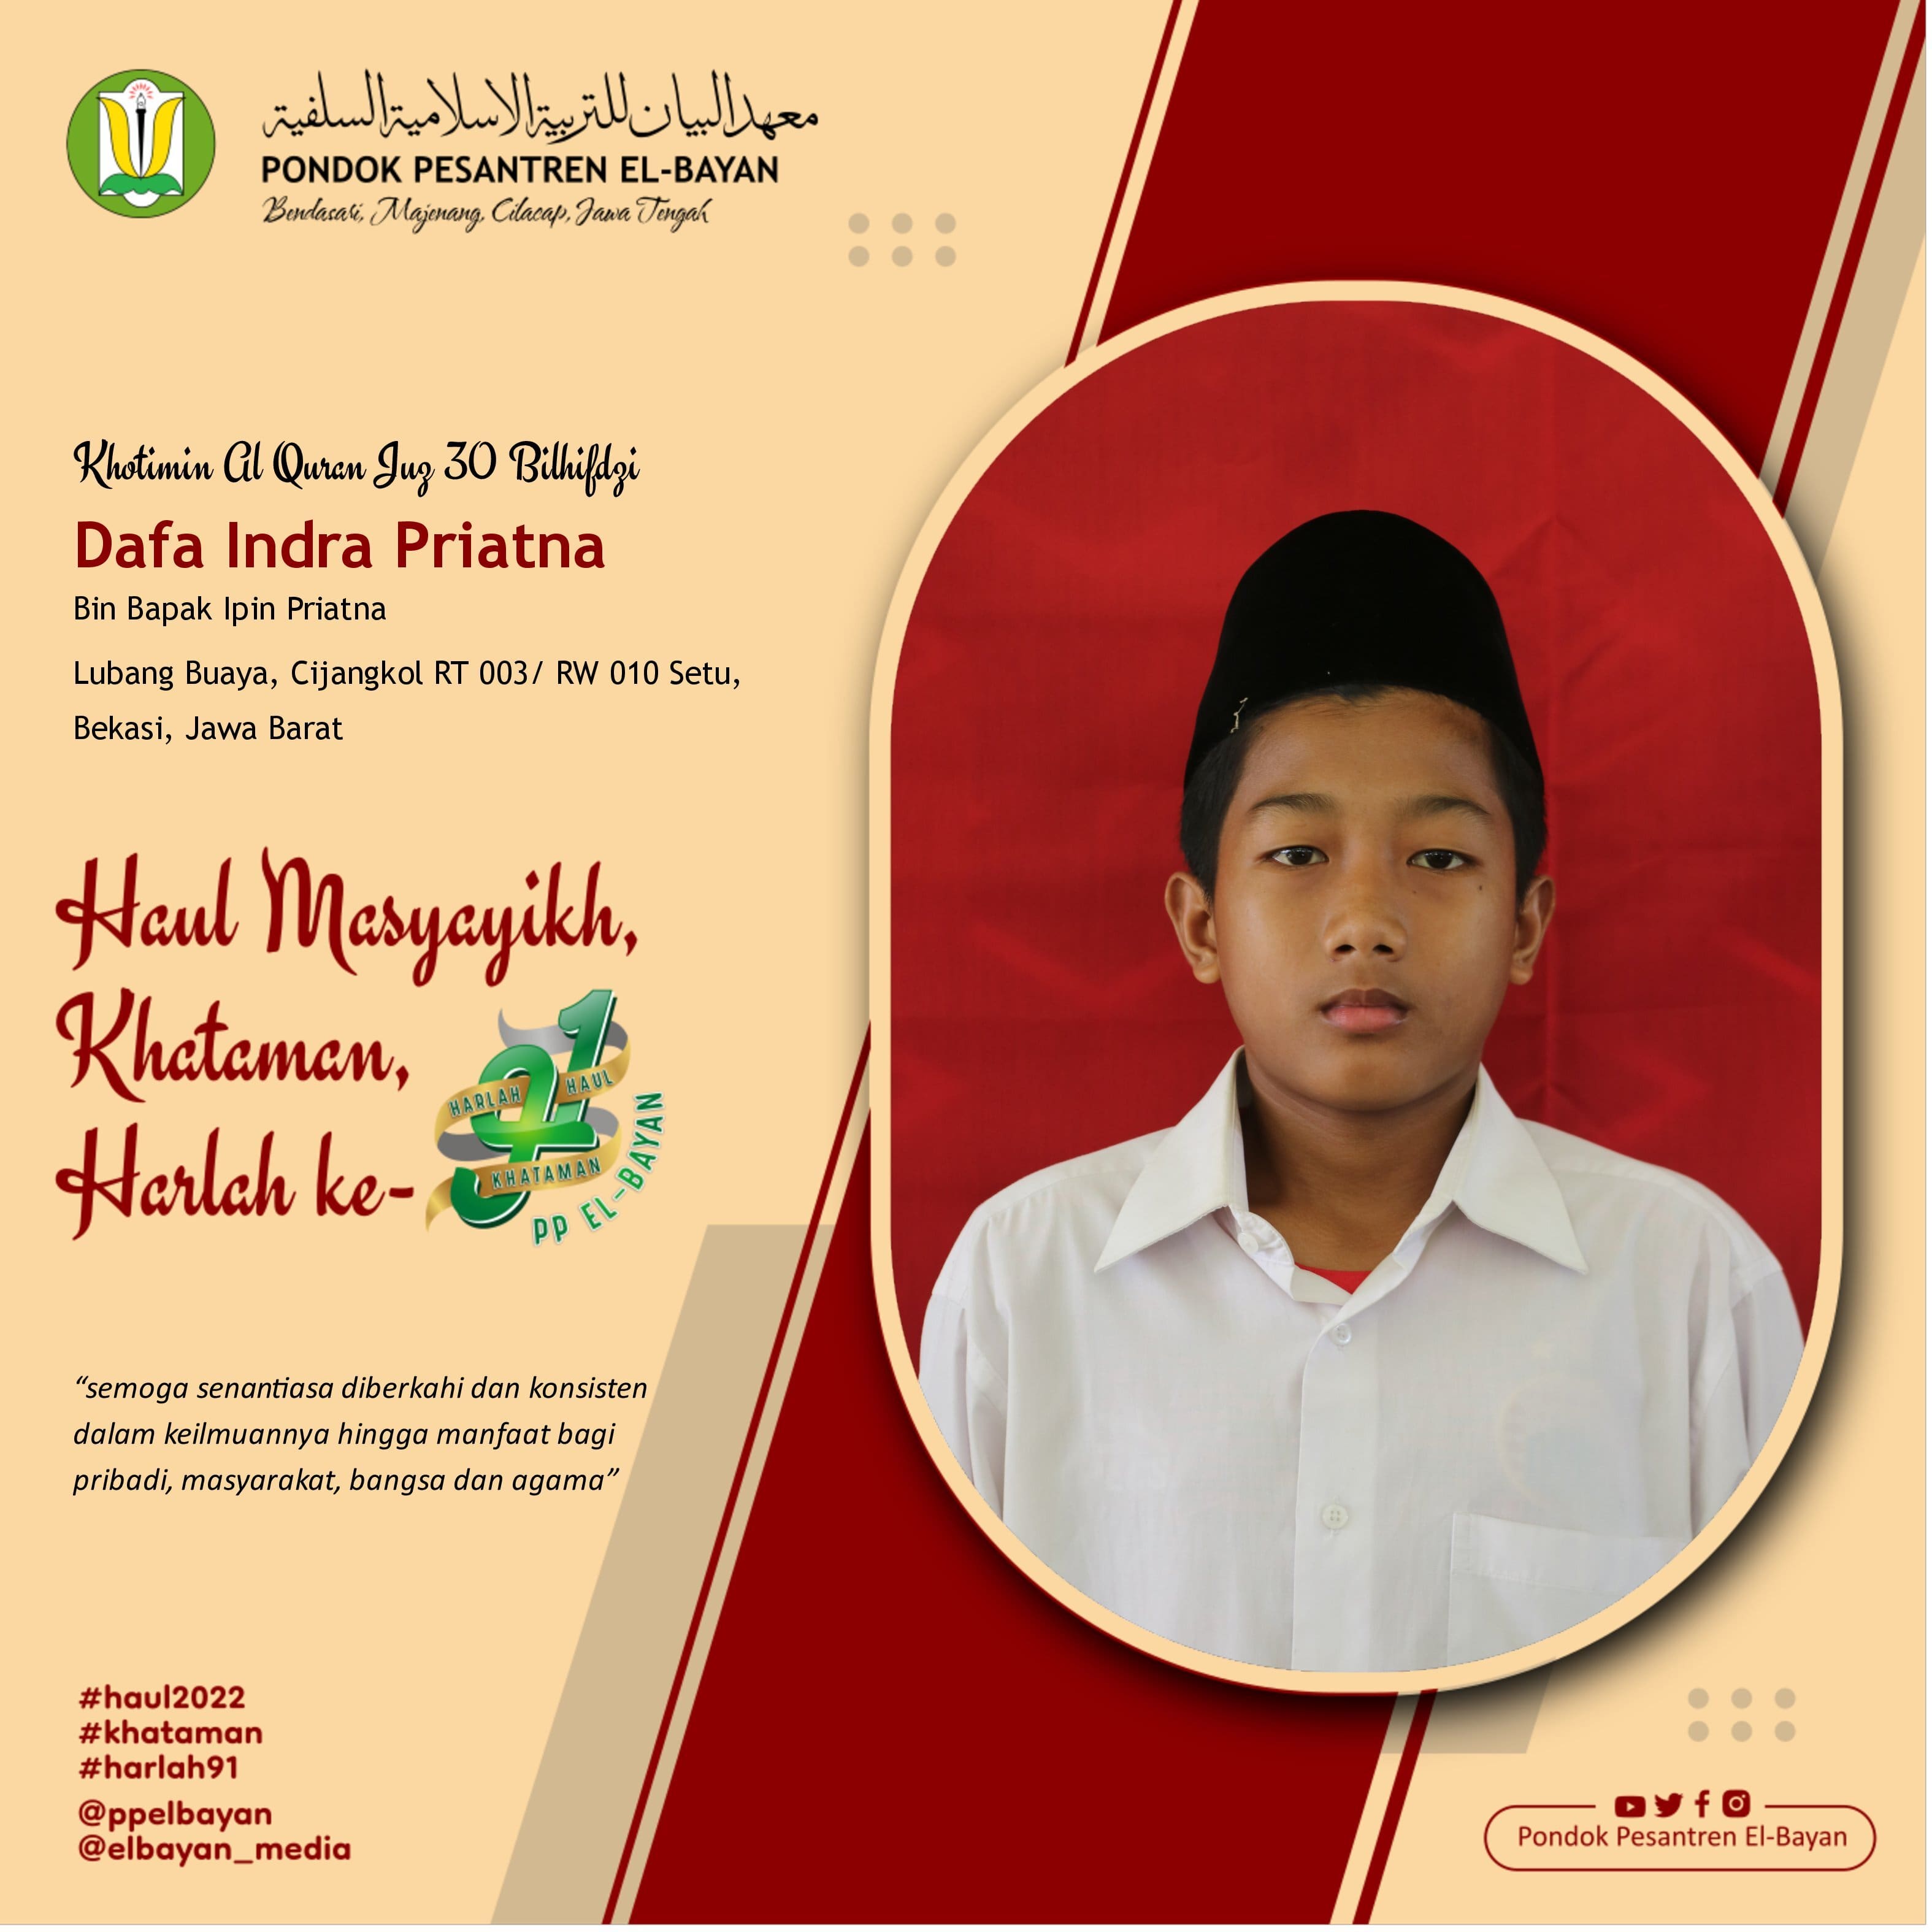 معهد البيان للتربية الاسلامية السلفية
PONDOK PESANTREN EL-BAYAN
Bendasari, Majenang, Cilacap, Jawa Tengah
Khotimin Al Quran Juz 30 Bilhifdzi
Dafa Indra Priatna
Bin Bapak Ipin Priatna
Lubang Buaya, Cijangkol RT 003/ RW 010 Setu,
Bekasi, Jawa Barat
Haul Masyayikh,
Khataman,
Harlah ke-
91
HARLAH HAUL
KHATAMAN
PP EL-BAYAN
“semoga senantiasa diberkahi dan konsisten
dalam keilmuannya hingga manfaat bagi
pribadi, masyarakat, bangsa dan agama”
#haul2022
#khataman
#harlah91
@ppelbayan
@elbayan_media
Pondok Pesantren El-Bayan